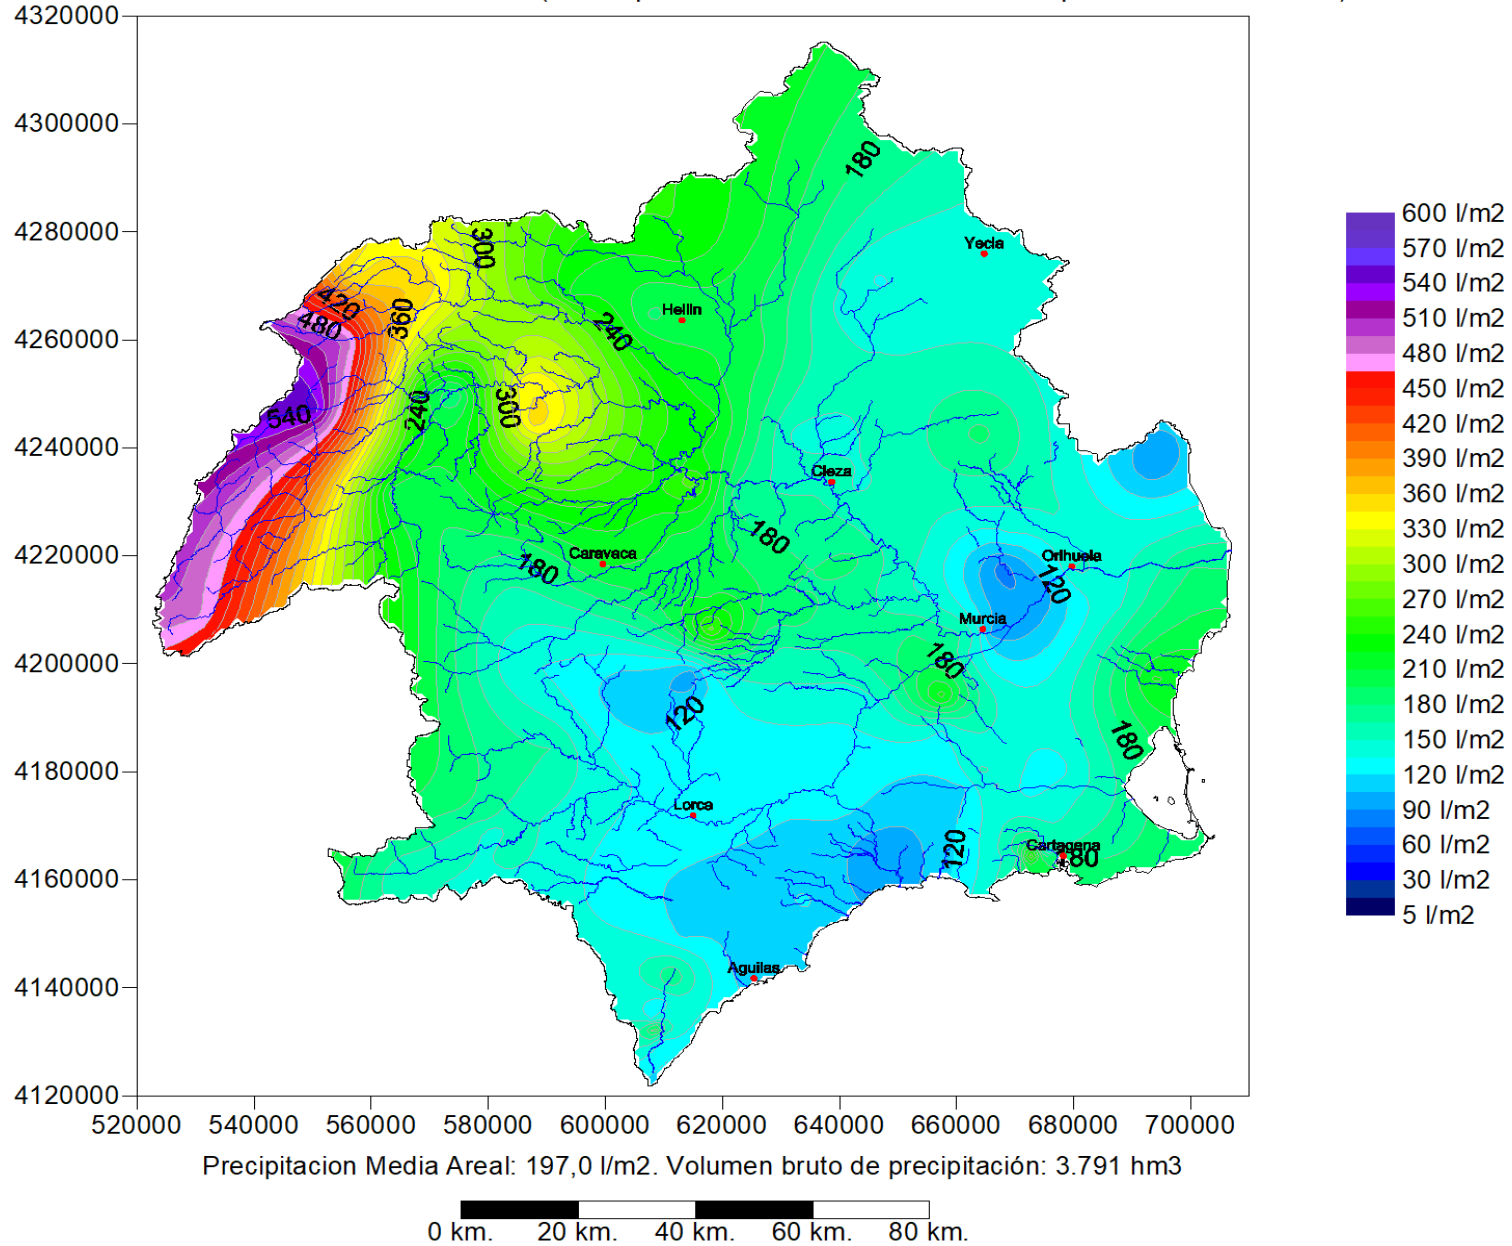 4320000
4300000
4280000
4260000
4240000
4220000
4200000
4180000
4160000
4140000
4120000
520000 540000 560000 580000 600000 620000 640000 660000 680000 700000
180
Yecla
300
420
480
360
Hellin
240
540
240
300
Cieza
180
180
Caravaca
Orihuela
120
Murcia
180
120
180
Lorca
120
Cartagena
180
Aguilas
600 l/m2
570 l/m2
540 l/m2
510 l/m2
480 l/m2
450 l/m2
420 l/m2
390 l/m2
360 l/m2
330 l/m2
300 l/m2
270 l/m2
240 l/m2
210 l/m2
180 l/m2
150 l/m2
120 l/m2
90 l/m2
60 l/m2
30 l/m2
5 l/m2
Precipitacion Media Areal: 197,0 l/m2. Volumen bruto de precipitación: 3.791 hm3
0 km. 20 km. 40 km. 60 km. 80 km.